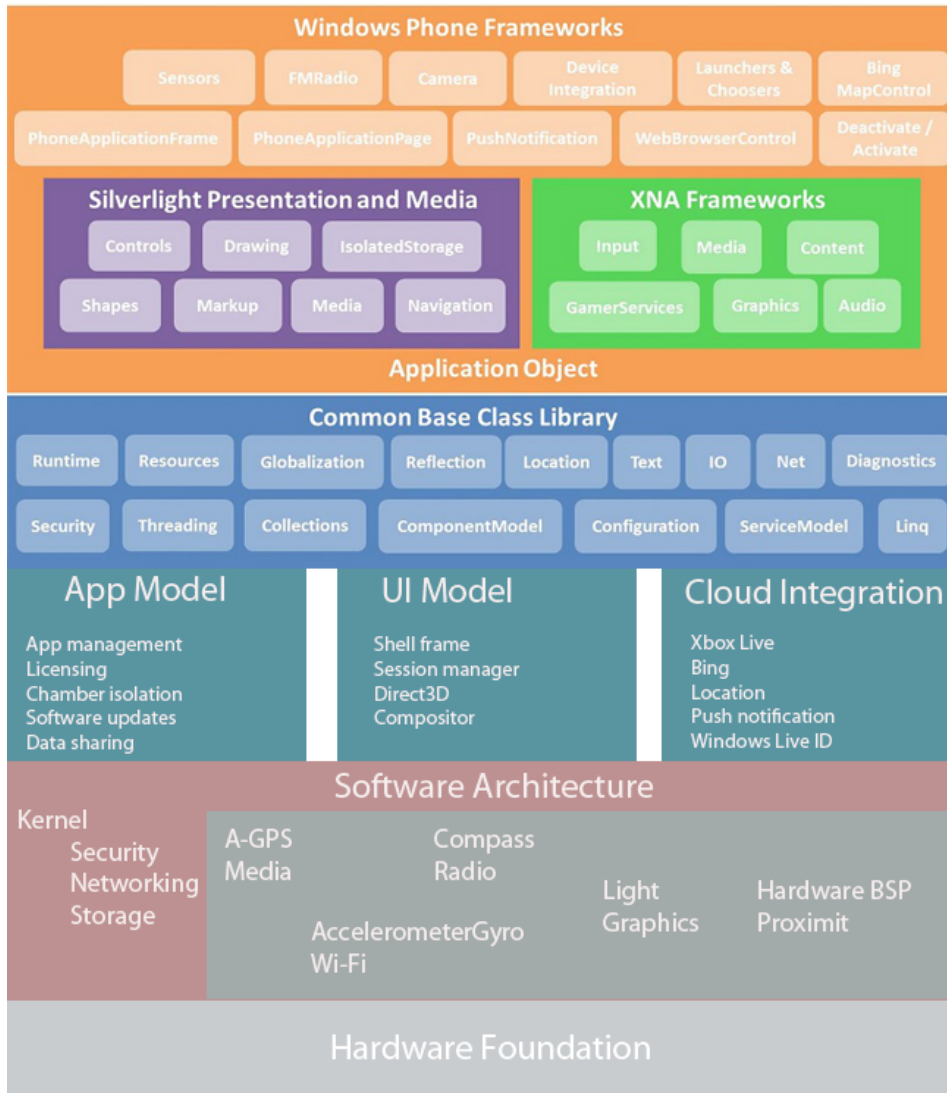 Windows Phone Frameworks
Sensors
FMRadio
Camera
Device
Integration
Launchers &
Choosers
Bing
MapControl
PhoneApplicationFrame
PhoneApplicationPage
PushNotification
WebBrowserControl
Deactivate /
Activate
Silverlight Presentation and Media
Controls
Drawing
IsolatedStorage
Shapes
Markup
Media
Navigation
XNA Frameworks
Input
Media
Content
GamerServices
Graphics
Audio
Application Object
Common Base Class Library
Runtime
Resources
Globalization
Reflection
Location
Text
IO
Net
Diagnostics
Security
Threading
Collections
ComponentModel
Configuration
ServiceModel
Linq
App Model
App management
Licensing
Chamber isolation
Software updates
Data sharing
UI Model
Shell frame
Session manager
Direct3D
Compositor
Cloud Integration
Xbox Live
Bing
Location
Push notification
Windows Live ID
Software Architecture
Kernel
Security
Networking
Storage
A-GPS
Media
Compass
Radio
AccelerometerGyro
Wi-Fi
Light
Graphics
Hardware BSP
Proximit
Hardware Foundation